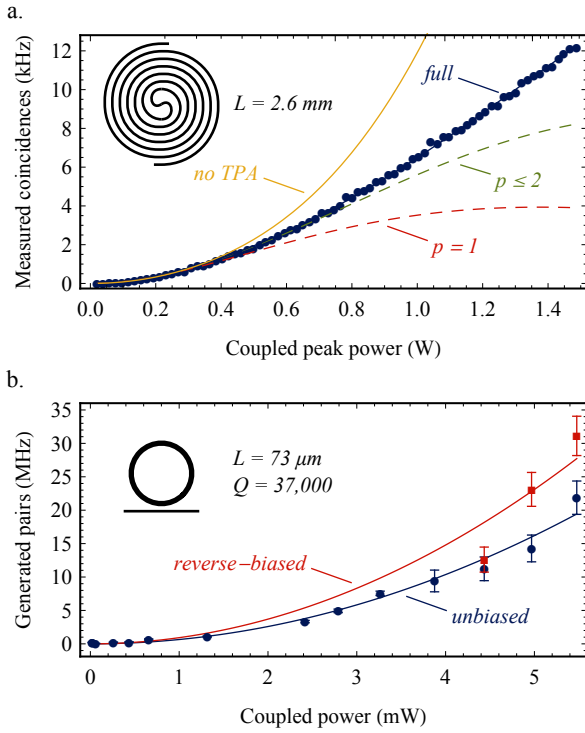 a.
12
10
8
6
4
2
0
Measured coincidences (kHz)
L = 2.6 mm
full
no TPA
p ≤ 2
p = 1
0.0 0.2 0.4 0.6 0.8 1.0 1.2 1.4
Coupled peak power (W)
b.
35
30
25
20
15
10
5
0
Generated pairs (MHz)
L = 73 μm
Q = 37,000
reverse-biased
unbiased
0 1 2 3 4 5
Coupled power (mW)